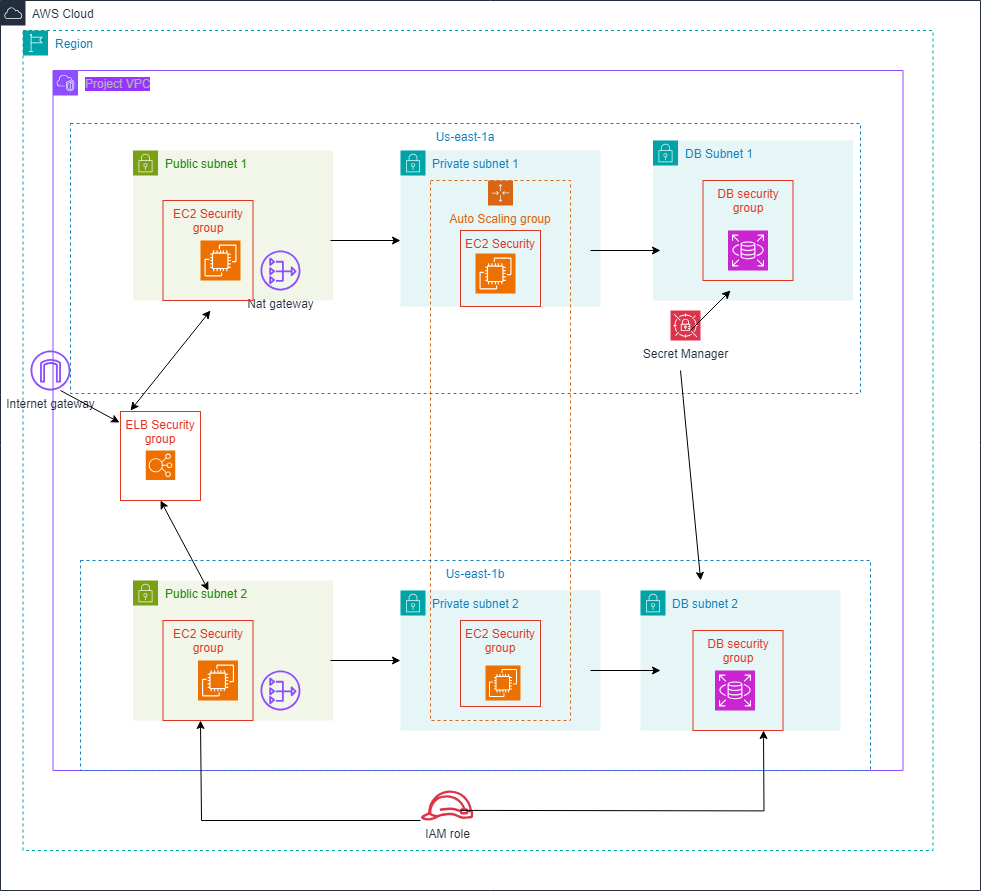 AWS Cloud
Region
Project VPC
Us-east-1a
Public subnet 1
Private subnet 1
DB Subnet 1
EC2 Security
group
Nat gateway
Auto Scaling group
EC2 Security
DB security
group
Secret Manager
Internet gateway
ELB Security
group
Us-east-1b
Public subnet 2
Private subnet 2
DB subnet 2
EC2 Security
group
EC2 Security
group
DB security
group
IAM role